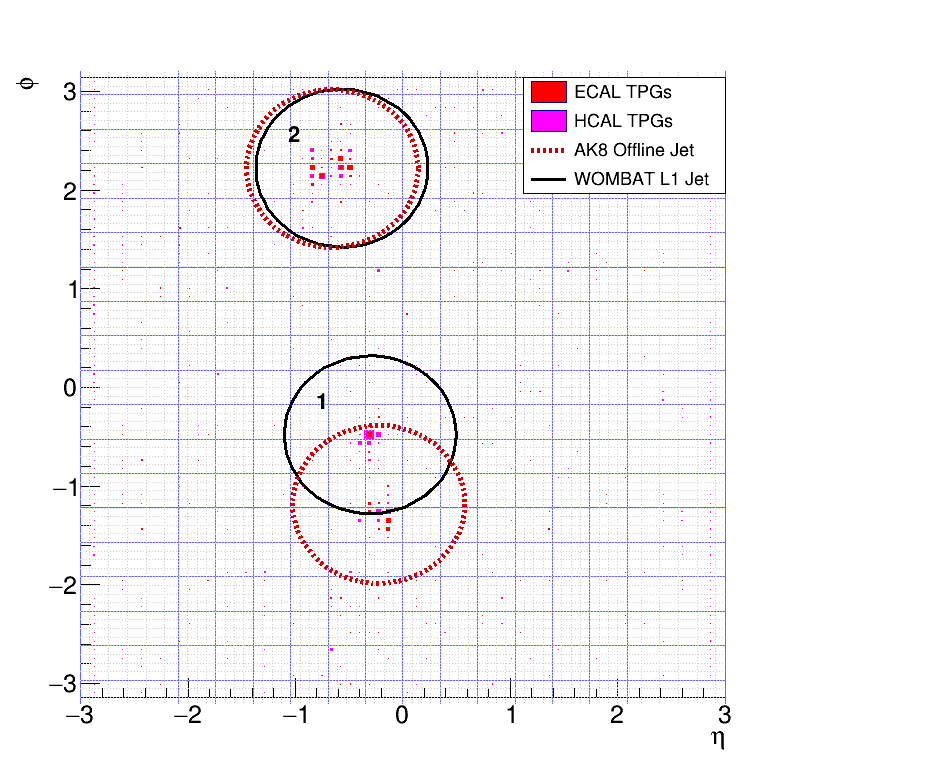 φ
3
2
1
0
−1
−2
−3
2
1
ECAL TPGs
HCAL TPGs
AK8 Offline Jet
WOMBAT L1 Jet
−3 −2 −1 0 1 2 3
η